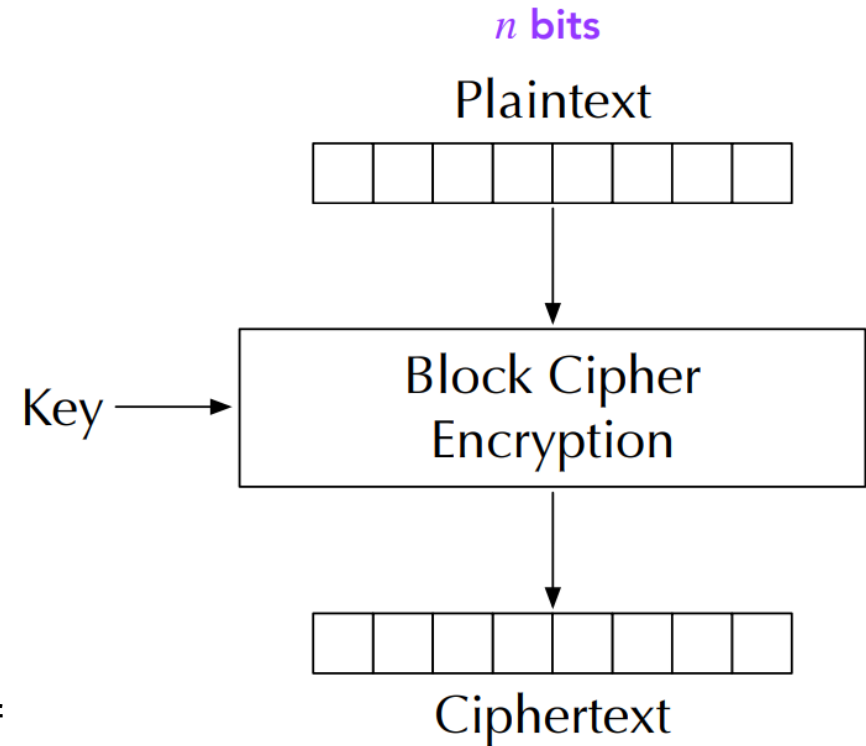 n bits
Plaintext
Key
Block Cipher
Encryption
:
Ciphertext